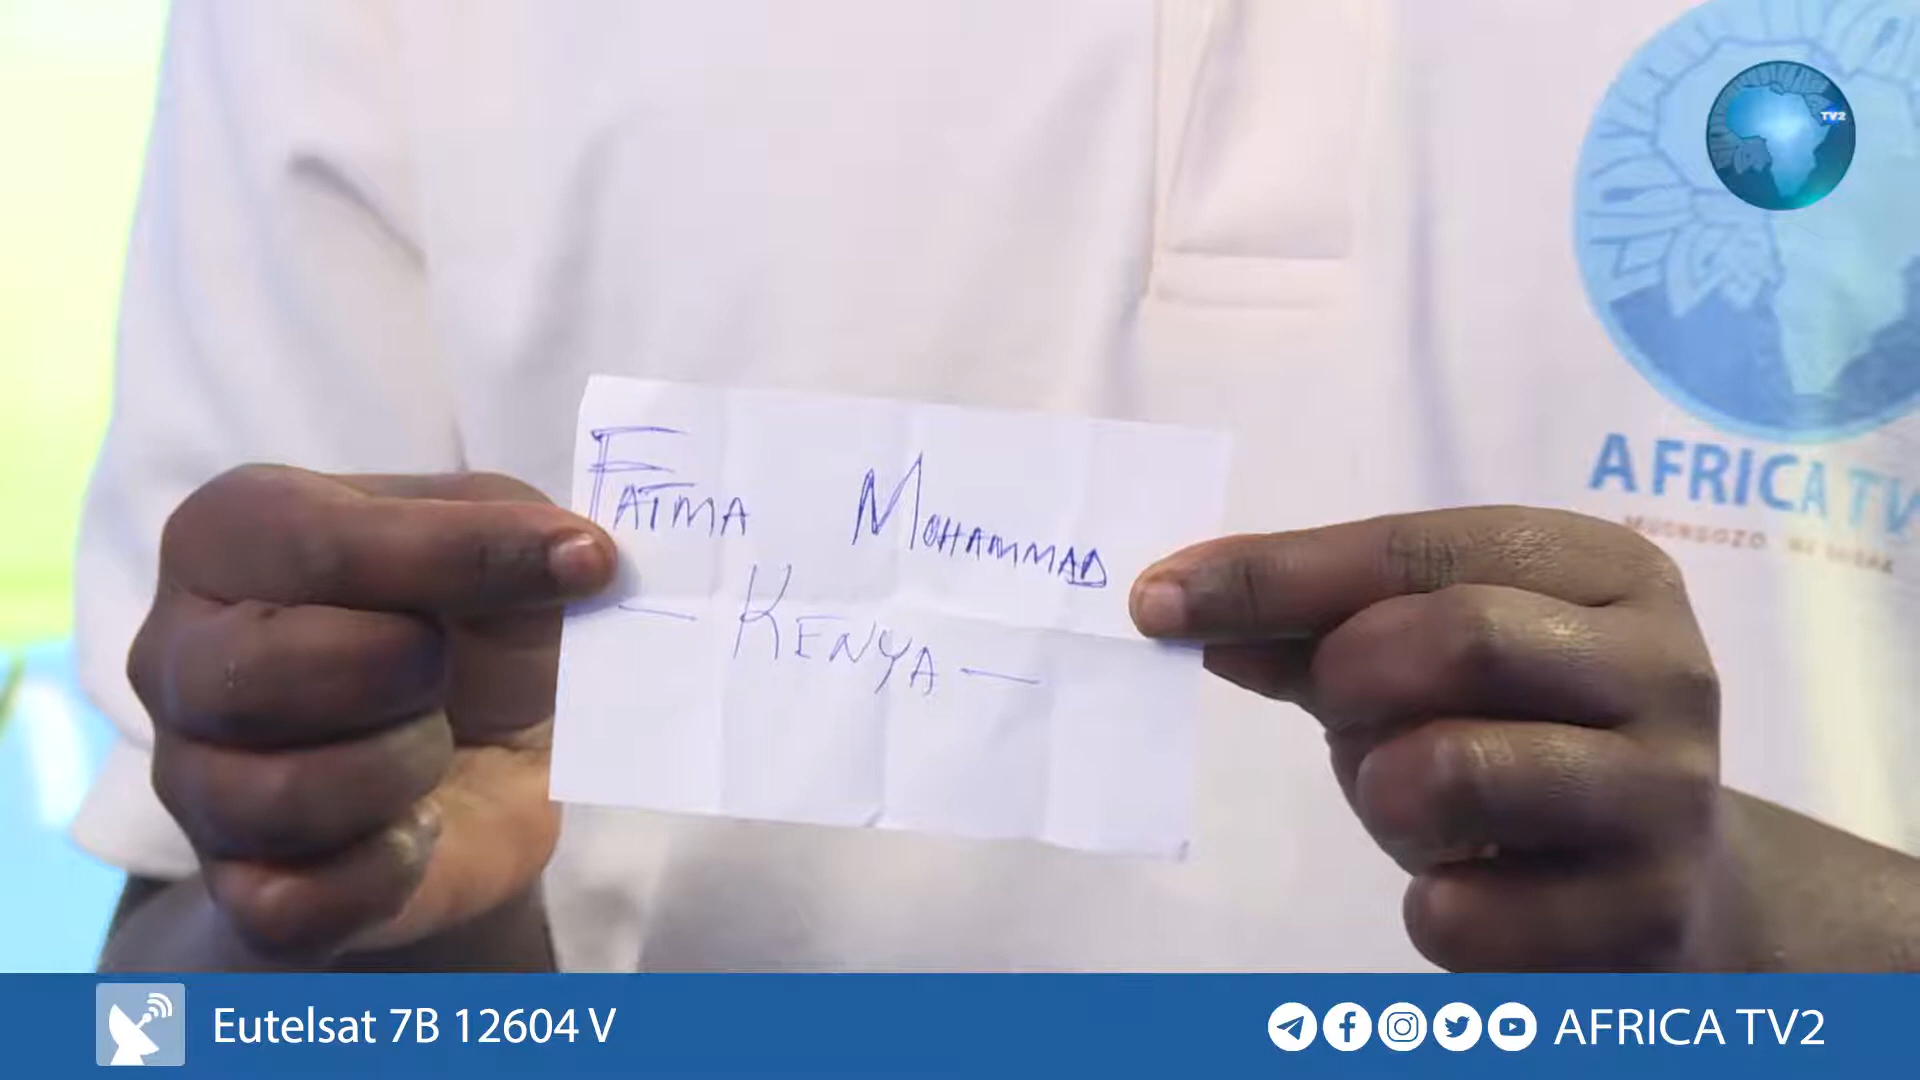 TV2
FATMA MOHAMMAD
— KENYA —
AFRICA TV
Eutelsat 7B 12604 V
AFRICA TV2